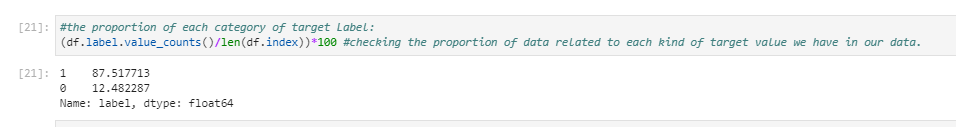 [21]: #the proportion of each category of target Label:
(df.label.value_counts()/len(df.index))*100 #checking the proportion of data related to each kind of target value we have in our data.
[21]: 1    87.517713
0    12.482287
Name: label, dtype: float64